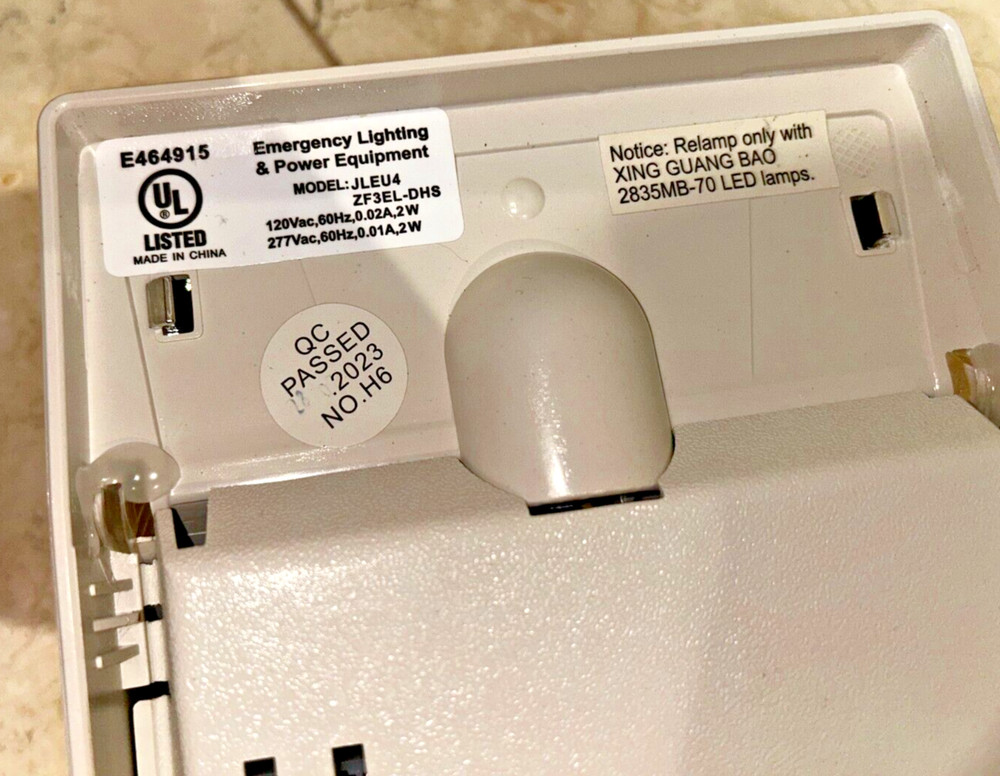 E464915
UL
®
LISTED
MADE IN CHINA
Emergency Lighting
& Power Equipment
MODEL: JLEU4
ZF3EL-DHS
120Vac,60Hz,0.02A,2W
277Vac,60Hz,0.01A,2W
Notice: Relamp only with
XING GUANG BAO
2835MB-70 LED lamps.
QC
PASSED
.2023
NO.H6